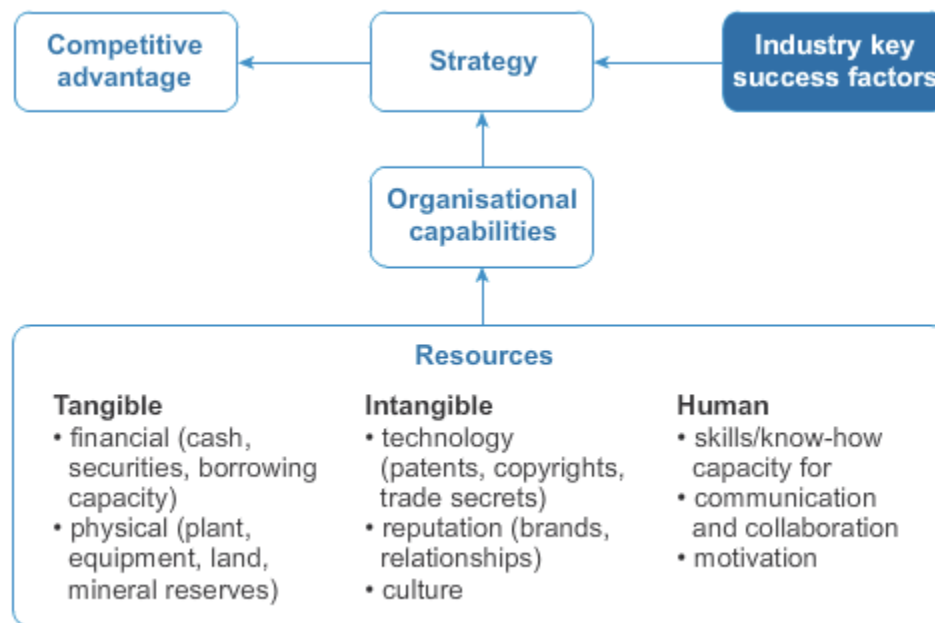 Competitive
advantage
Strategy
Industry key
success factors
Organisational
capabilities
Resources
Tangible
• financial (cash,
securities, borrowing
capacity)
• physical (plant,
equipment, land,
mineral reserves)
Intangible
• technology
(patents, copyrights,
trade secrets)
• reputation (brands,
relationships)
• culture
Human
• skills/know-how
capacity for
• communication
and collaboration
• motivation